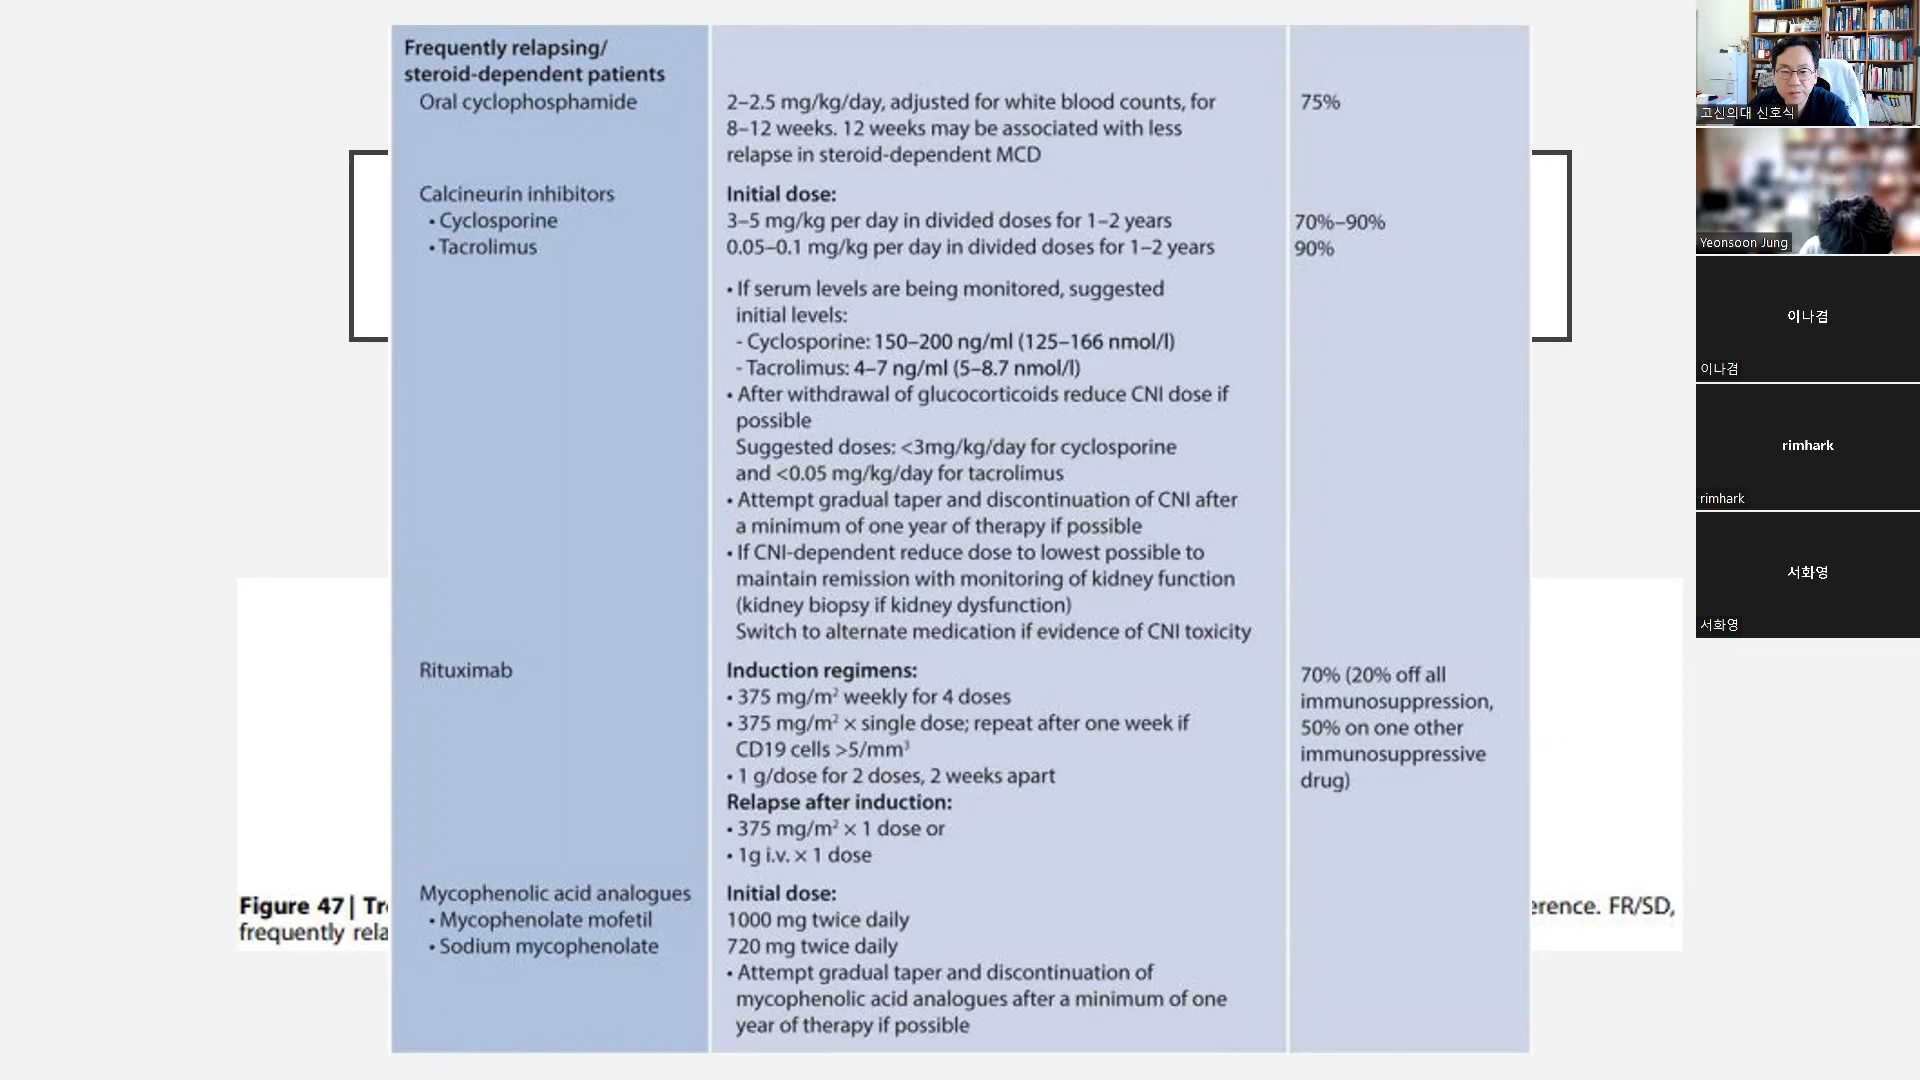 Frequently relapsing/
steroid-dependent patients
Oral cyclophosphamide
2–2.5 mg/kg/day, adjusted for white blood counts, for
8–12 weeks. 12 weeks may be associated with less
relapse in steroid-dependent MCD
75%
Calcineurin inhibitors
• Cyclosporine
• Tacrolimus
Initial dose:
3–5 mg/kg per day in divided doses for 1–2 years
0.05–0.1 mg/kg per day in divided doses for 1–2 years
70%–90%
90%
• If serum levels are being monitored, suggested
initial levels:
- Cyclosporine: 150–200 ng/ml (125–166 nmol/l)
- Tacrolimus: 4–7 ng/ml (5–8.7 nmol/l)
• After withdrawal of glucocorticoids reduce CNI dose if
possible
Suggested doses: <3mg/kg/day for cyclosporine
and <0.05 mg/kg/day for tacrolimus
• Attempt gradual taper and discontinuation of CNI after
a minimum of one year of therapy if possible
• If CNI-dependent reduce dose to lowest possible to
maintain remission with monitoring of kidney function
(kidney biopsy if kidney dysfunction)
Switch to alternate medication if evidence of CNI toxicity
Rituximab
Induction regimens:
• 375 mg/m² weekly for 4 doses
• 375 mg/m² × single dose; repeat after one week if
CD19 cells >5/mm³
• 1 g/dose for 2 doses, 2 weeks apart
Relapse after induction:
• 375 mg/m² × 1 dose or
• 1g i.v. × 1 dose
70% (20% off all
immunosuppression,
50% on one other
immunosuppressive
drug)
Mycophenolic acid analogues
• Mycophenolate mofetil
• Sodium mycophenolate
Initial dose:
1000 mg twice daily
720 mg twice daily
• Attempt gradual taper and discontinuation of
mycophenolic acid analogues after a minimum of one
year of therapy if possible
Figure 47 | Tr
erence. FR/SD,
frequently rela
고신의대 신호식
Yeonsoon Jung
이나겸
이나겸
rimhark
rimhark
서화영
서화영